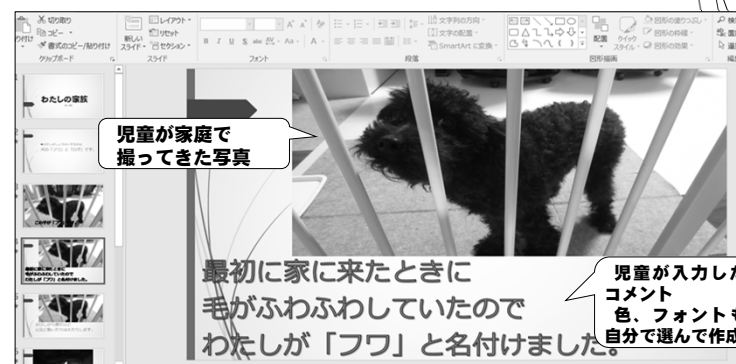 切り取り
コピー
書式のコピー/貼り付け
クリップボード
新しい
スライド
レイアウト
リセット
セクション
スライド
フォント
文字列の方向
文字の配置
SmartArt に変換
段落
配置
クイック
スタイル
図形の塗りつぶし
図形の枠線
図形の効果
図形描画
わたしの家族
児童が家庭で
撮ってきた写真
最初に家に来たときに
毛がふわふわしていたので
わたしが「フワ」と名付けました。
児童が入力した
コメント
色、フォントも
自分で選んで作成